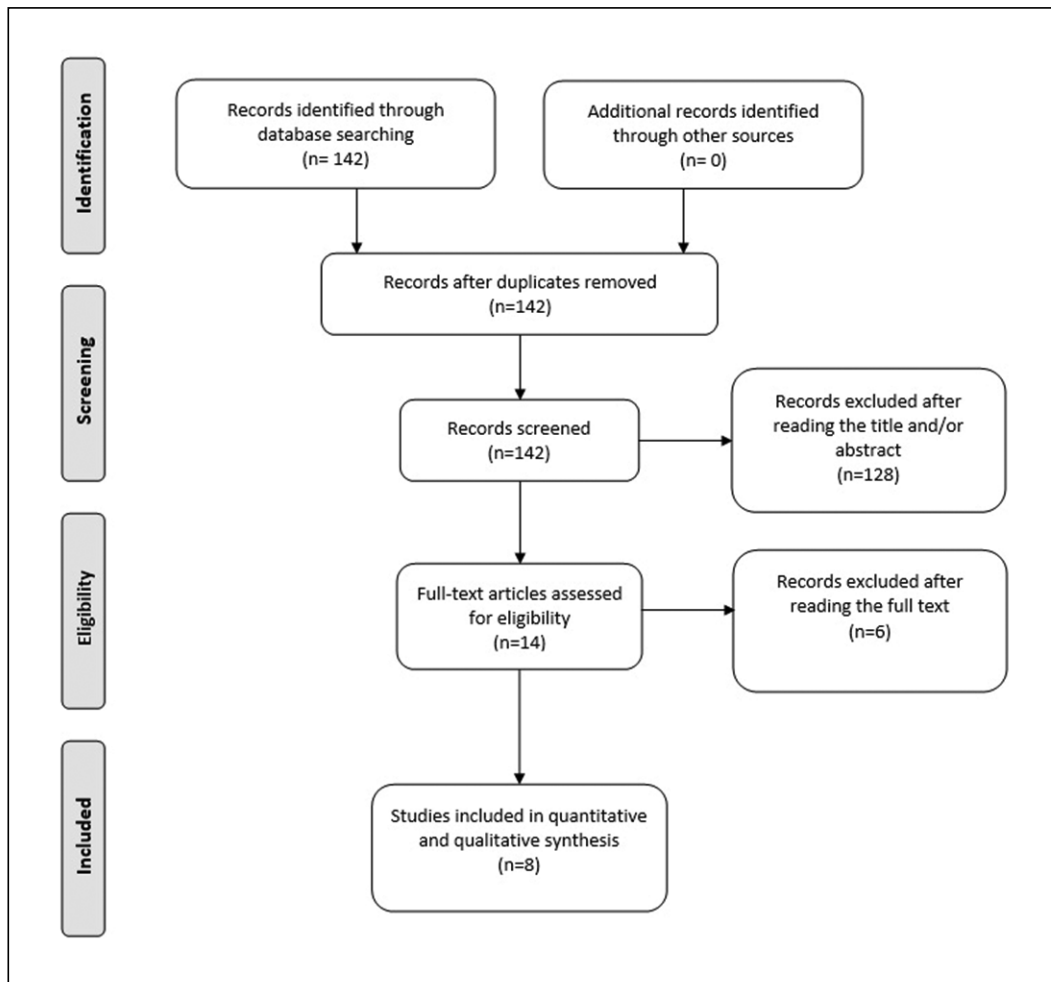 Identification
Records identified through
database searching
(n= 142)
Additional records identified
through other sources
(n= 0)
Records after duplicates removed
(n=142)
Screening
Records screened
(n=142)
Records excluded after
reading the title and/or
abstract
(n=128)
Eligibility
Full-text articles assessed
for eligibility
(n=14)
Records excluded after
reading the full text
(n=6)
Included
Studies included in quantitative
and qualitative synthesis
(n=8)